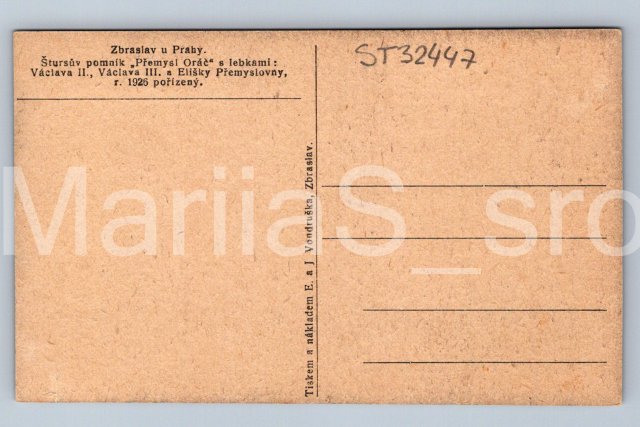 Zbraslav u Prahy.
Štursův pomník „Přemysl Oráč“ s lebkami:
Václava II., Václava III. a Elišky Přemyslovny,
r. 1926 pořízený.
ST32447
Tiskem a nákladem E. a J. Vondruška, Zbraslav.
MariiaS_sro